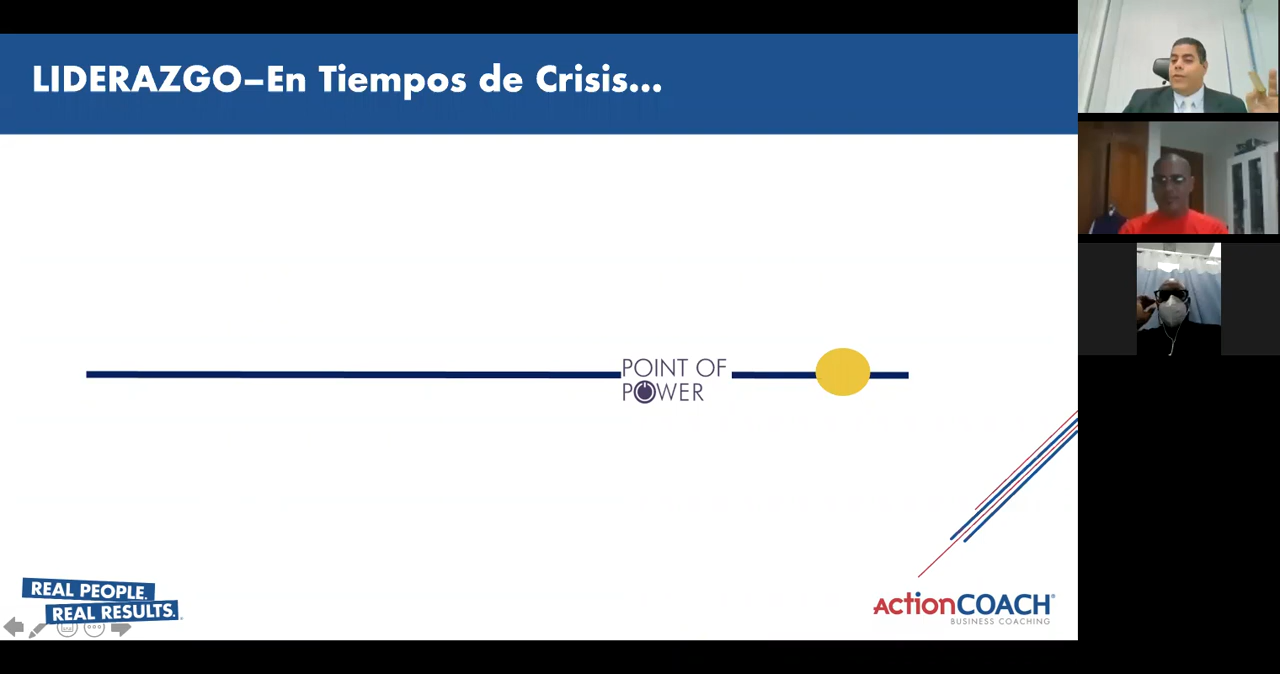 LIDERAZGO–En Tiempos de Crisis...
POINT OF
POWER
REAL PEOPLE.
REAL RESULTS.
ActionCOACH®
BUSINESS COACHING